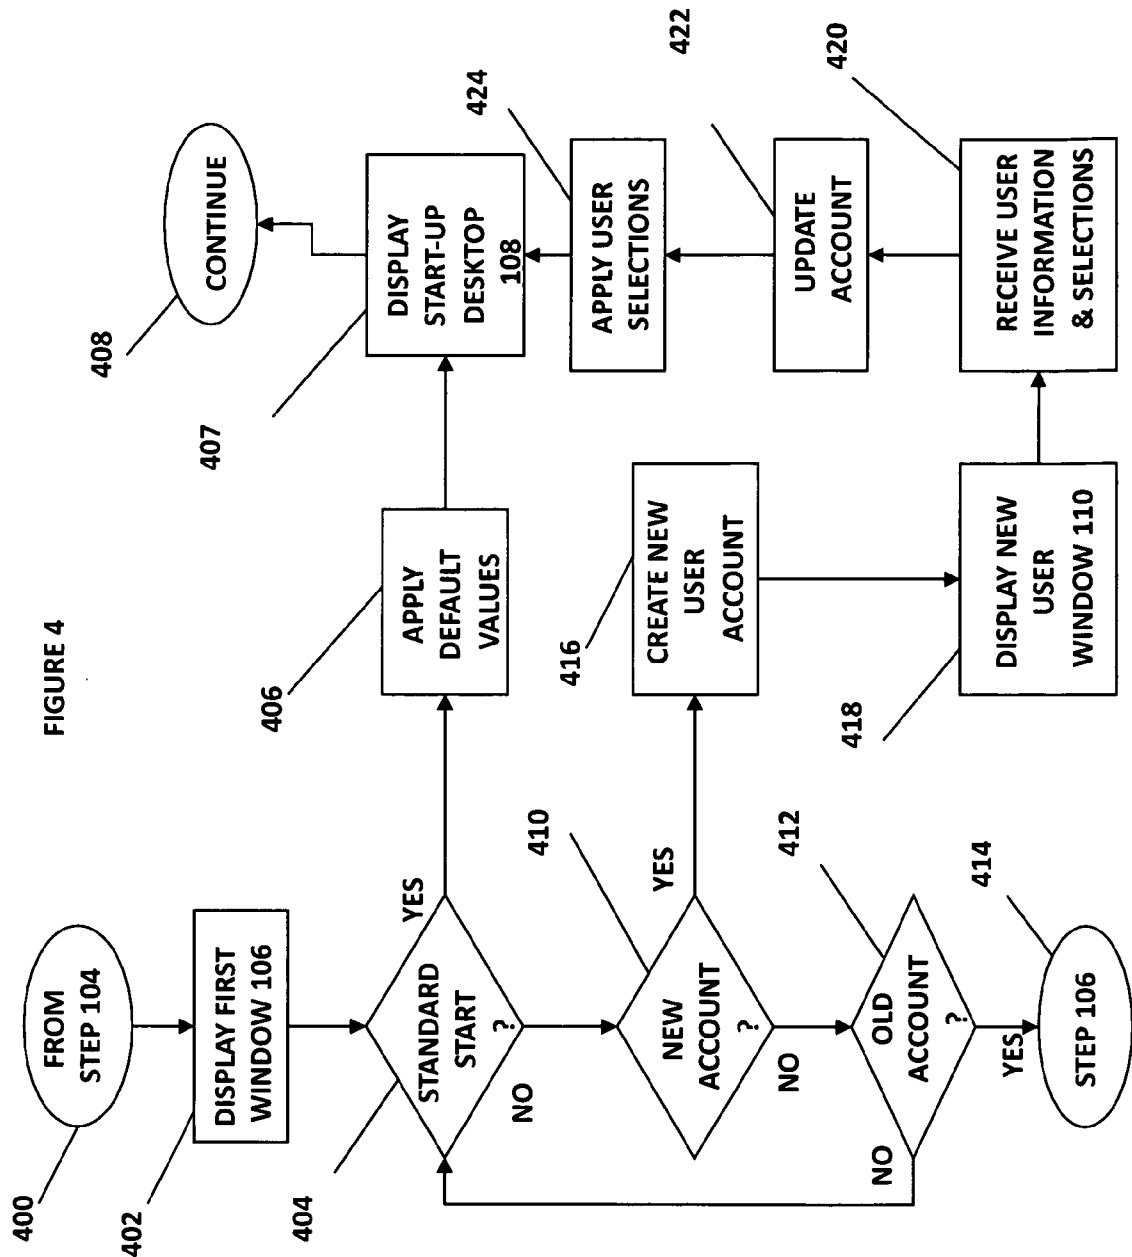 FIGURE 4
400
FROM
STEP 104
402
DISPLAY FIRST
WINDOW 106
404
STANDARD
START
?
YES
NO
406
APPLY
DEFAULT
VALUES
407
DISPLAY
START-UP
DESKTOP
108
408
CONTINUE
410
NEW
ACCOUNT
?
YES
NO
412
OLD
ACCOUNT
?
NO
YES
414
STEP 106
416
CREATE NEW
USER
ACCOUNT
418
DISPLAY NEW
USER
WINDOW 110
420
RECEIVE USER
INFORMATION
& SELECTIONS
422
UPDATE
ACCOUNT
424
APPLY USER
SELECTIONS